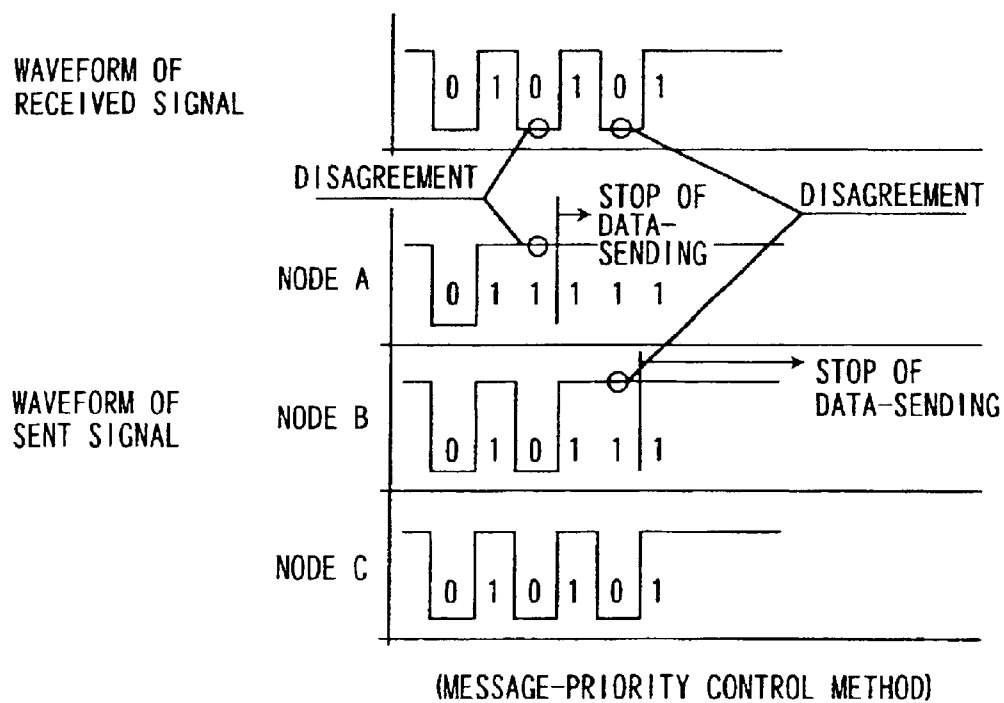 WAVEFORM OF
RECEIVED SIGNAL
0 1 0 1 0 1
DISAGREEMENT
STOP OF
DATA-
SENDING
DISAGREEMENT
NODE A
0 1 1 1 1 1
STOP OF
DATA-SENDING
WAVEFORM OF
SENT SIGNAL
NODE B
0 1 0 1 1 1
NODE C
0 1 0 1 0 1
(MESSAGE-PRIORITY CONTROL METHOD)